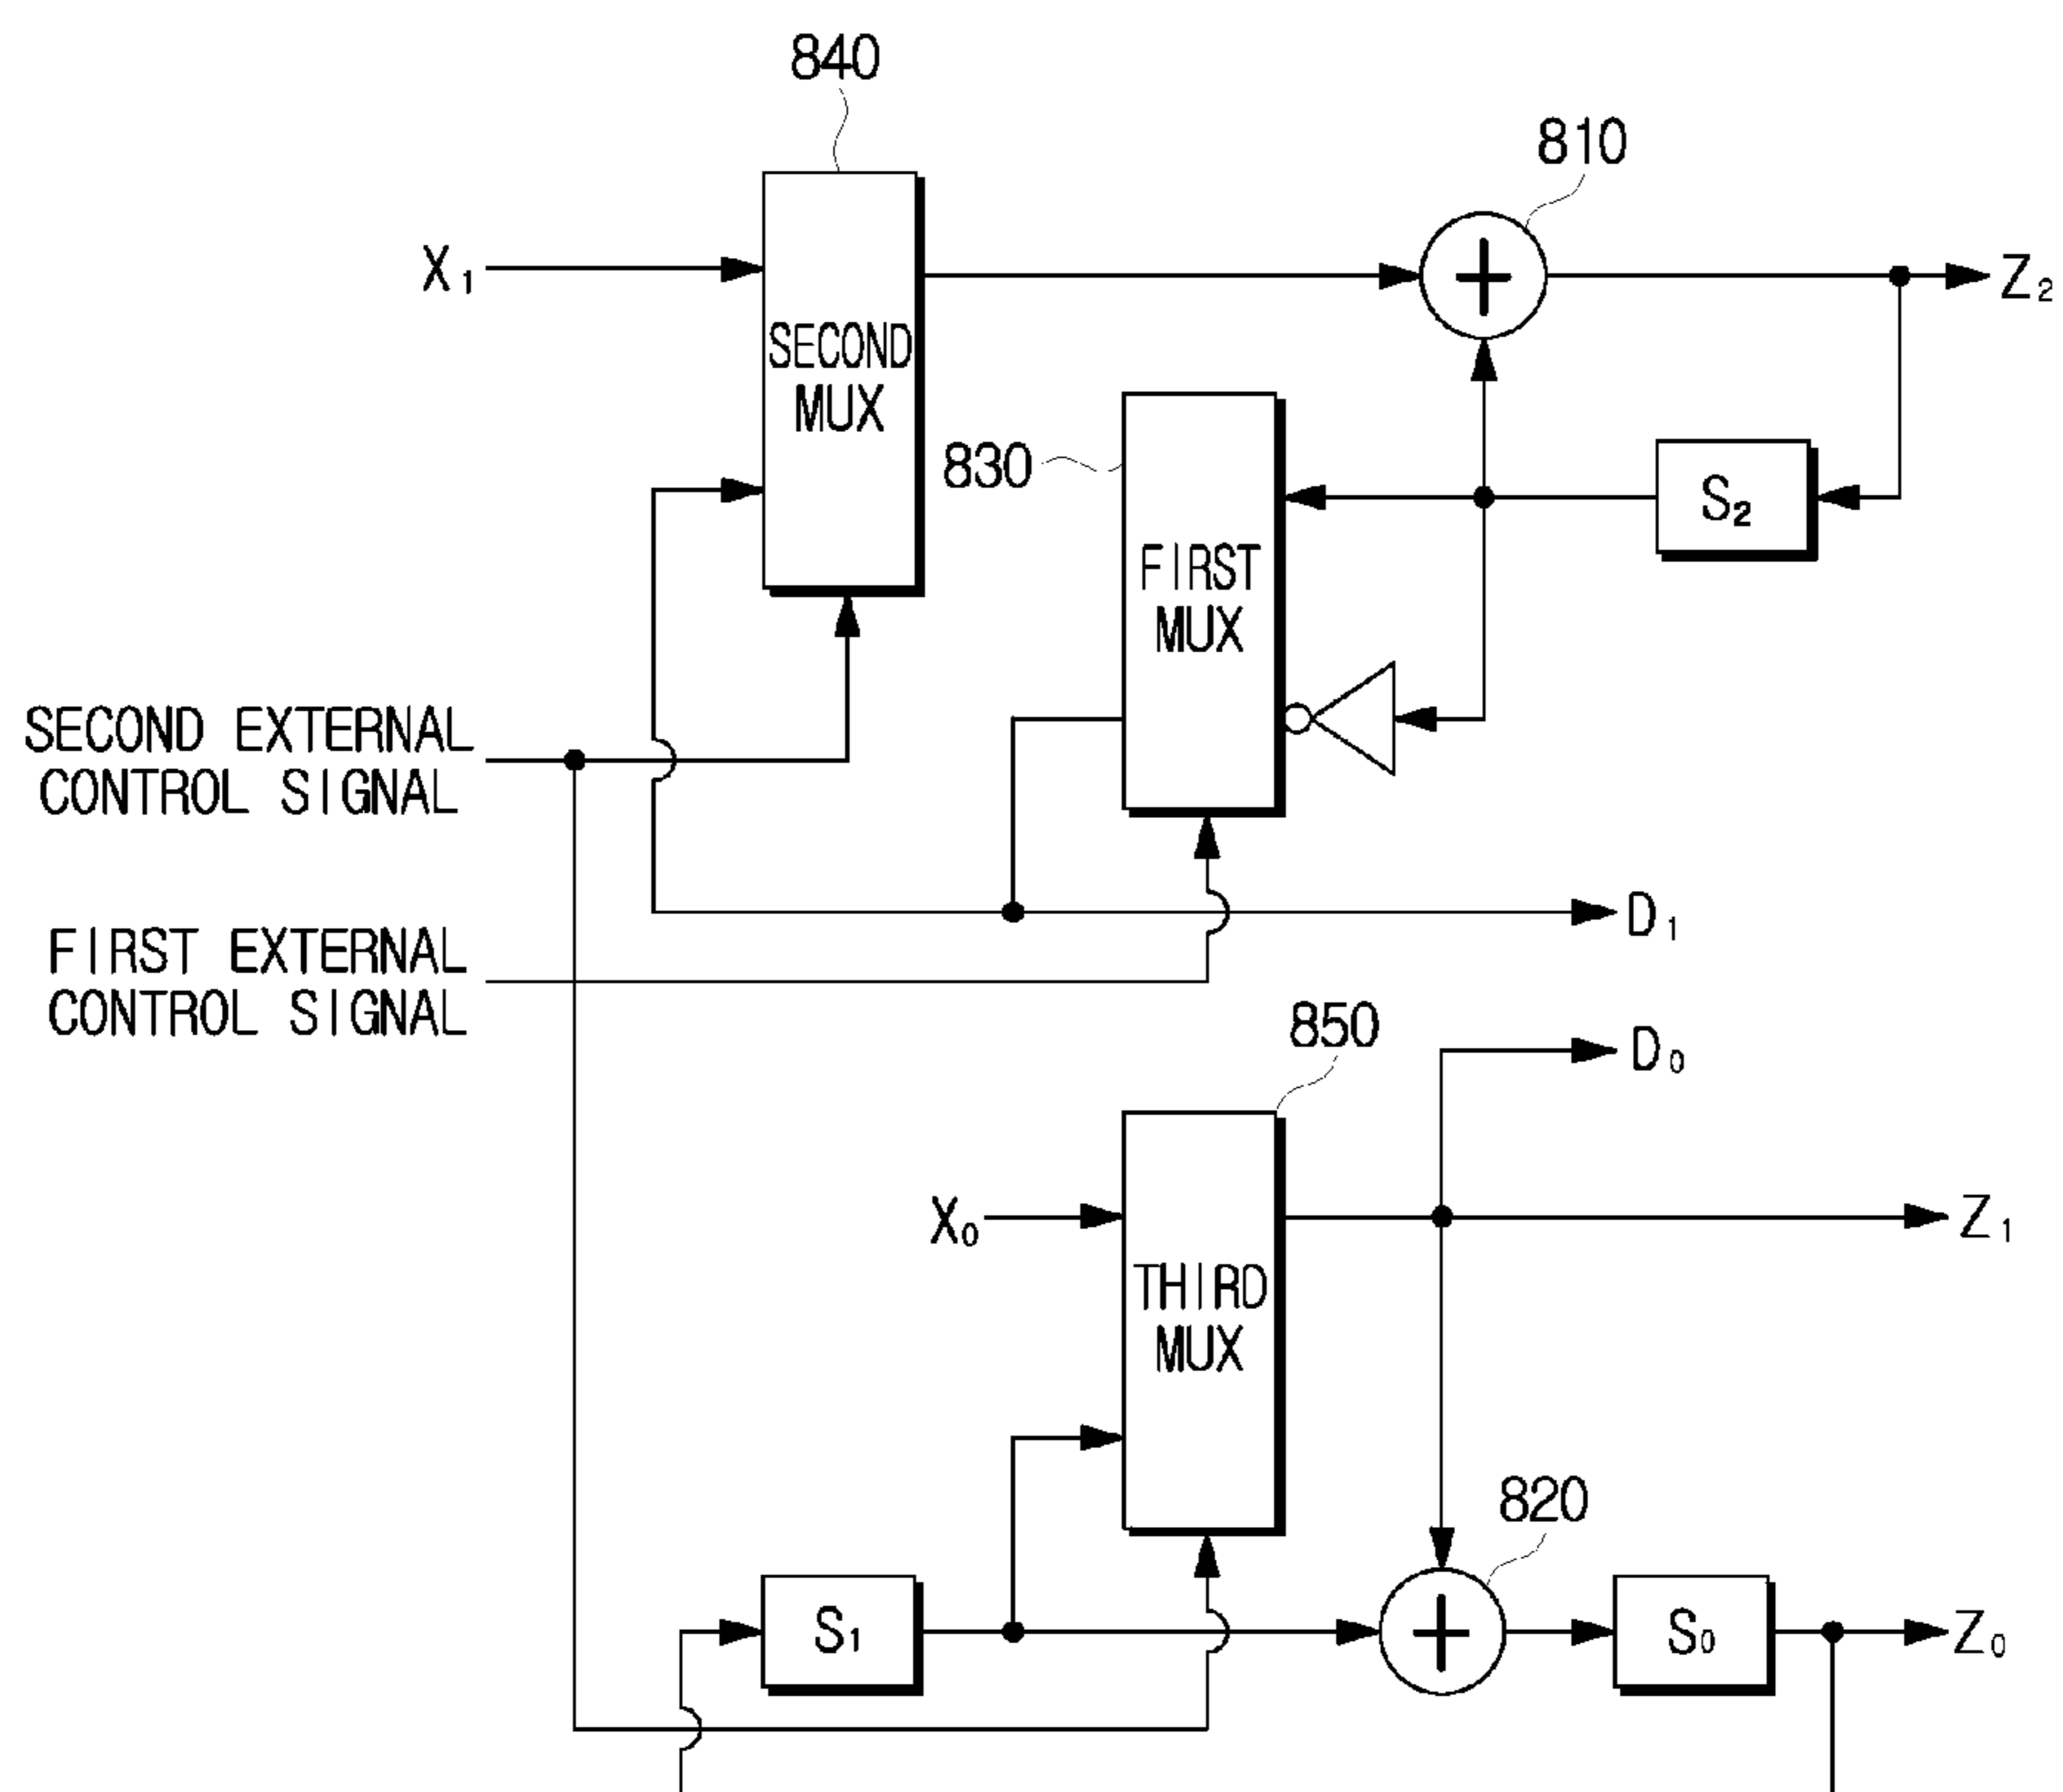 840
810
X₁
Z₂
SECOND
MUX
830
S₂
FIRST
MUX
SECOND EXTERNAL
CONTROL SIGNAL
D₁
FIRST EXTERNAL
CONTROL SIGNAL
850
D₀
X₀
Z₁
THIRD
MUX
820
S₁
S₀
Z₀